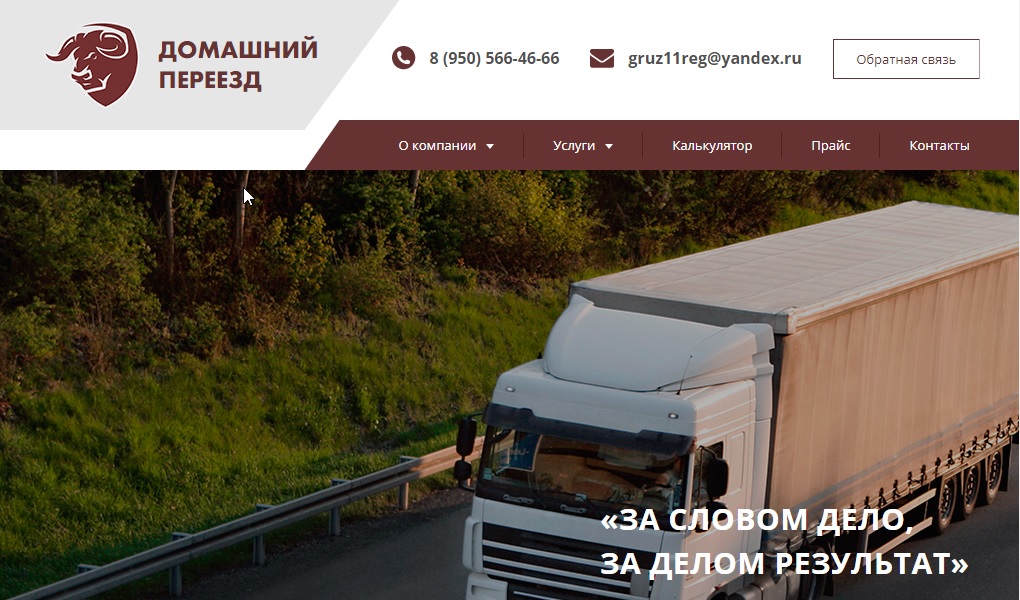 ДОМАШНИЙ
ПЕРЕЕЗД
8 (950) 566-46-66
gruz11reg@yandex.ru
Обратная связь
О компании
Услуги
Калькулятор
Прайс
Контакты
«ЗА СЛОВОМ ДЕЛО,
ЗА ДЕЛОМ РЕЗУЛЬТАТ»